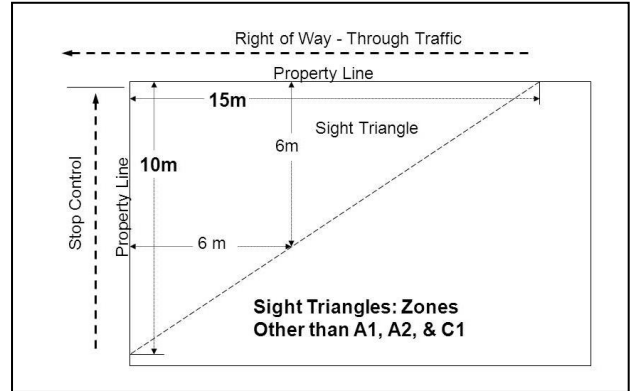 Right of Way - Through Traffic
Property Line
15m
Sight Triangle
6m
10m
Stop Control
Property Line
6 m
Sight Triangles: Zones
Other than A1, A2, & C1